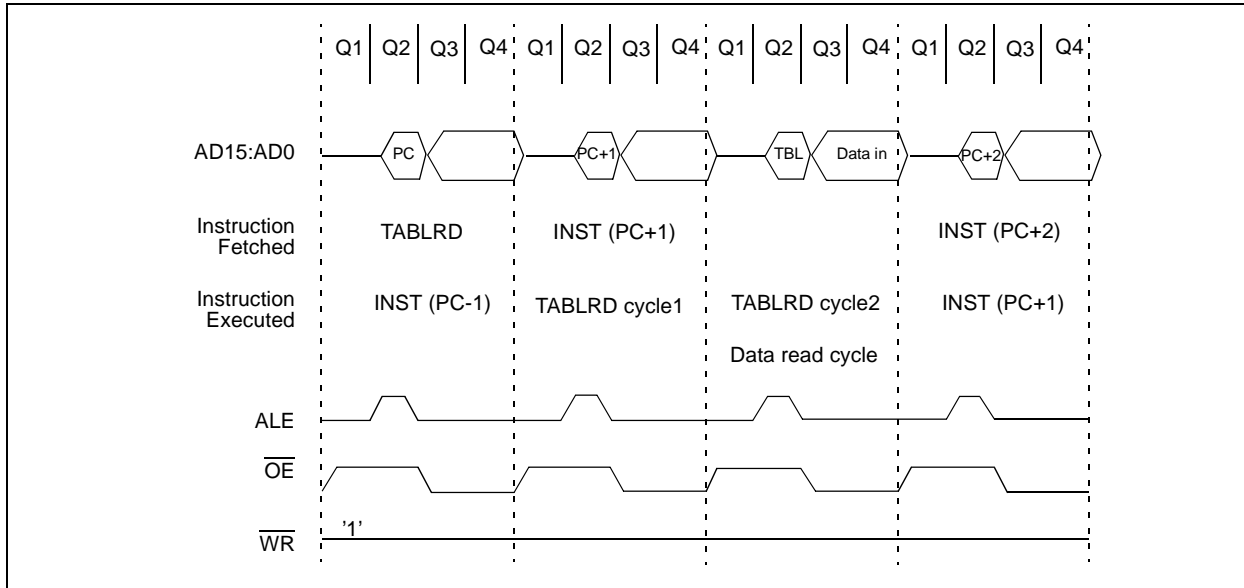 Q1 Q2 Q3 Q4 Q1 Q2 Q3 Q4 Q1 Q2 Q3 Q4 Q1 Q2 Q3 Q4
AD15:AD0 PC PC+1 TBL Data in PC+2
Instruction
Fetched
TABLRD INST (PC+1) INST (PC+2)
Instruction
Executed
INST (PC-1) TABLRD cycle1 TABLRD cycle2 INST (PC+1)
Data read cycle
ALE
OE
WR '1'